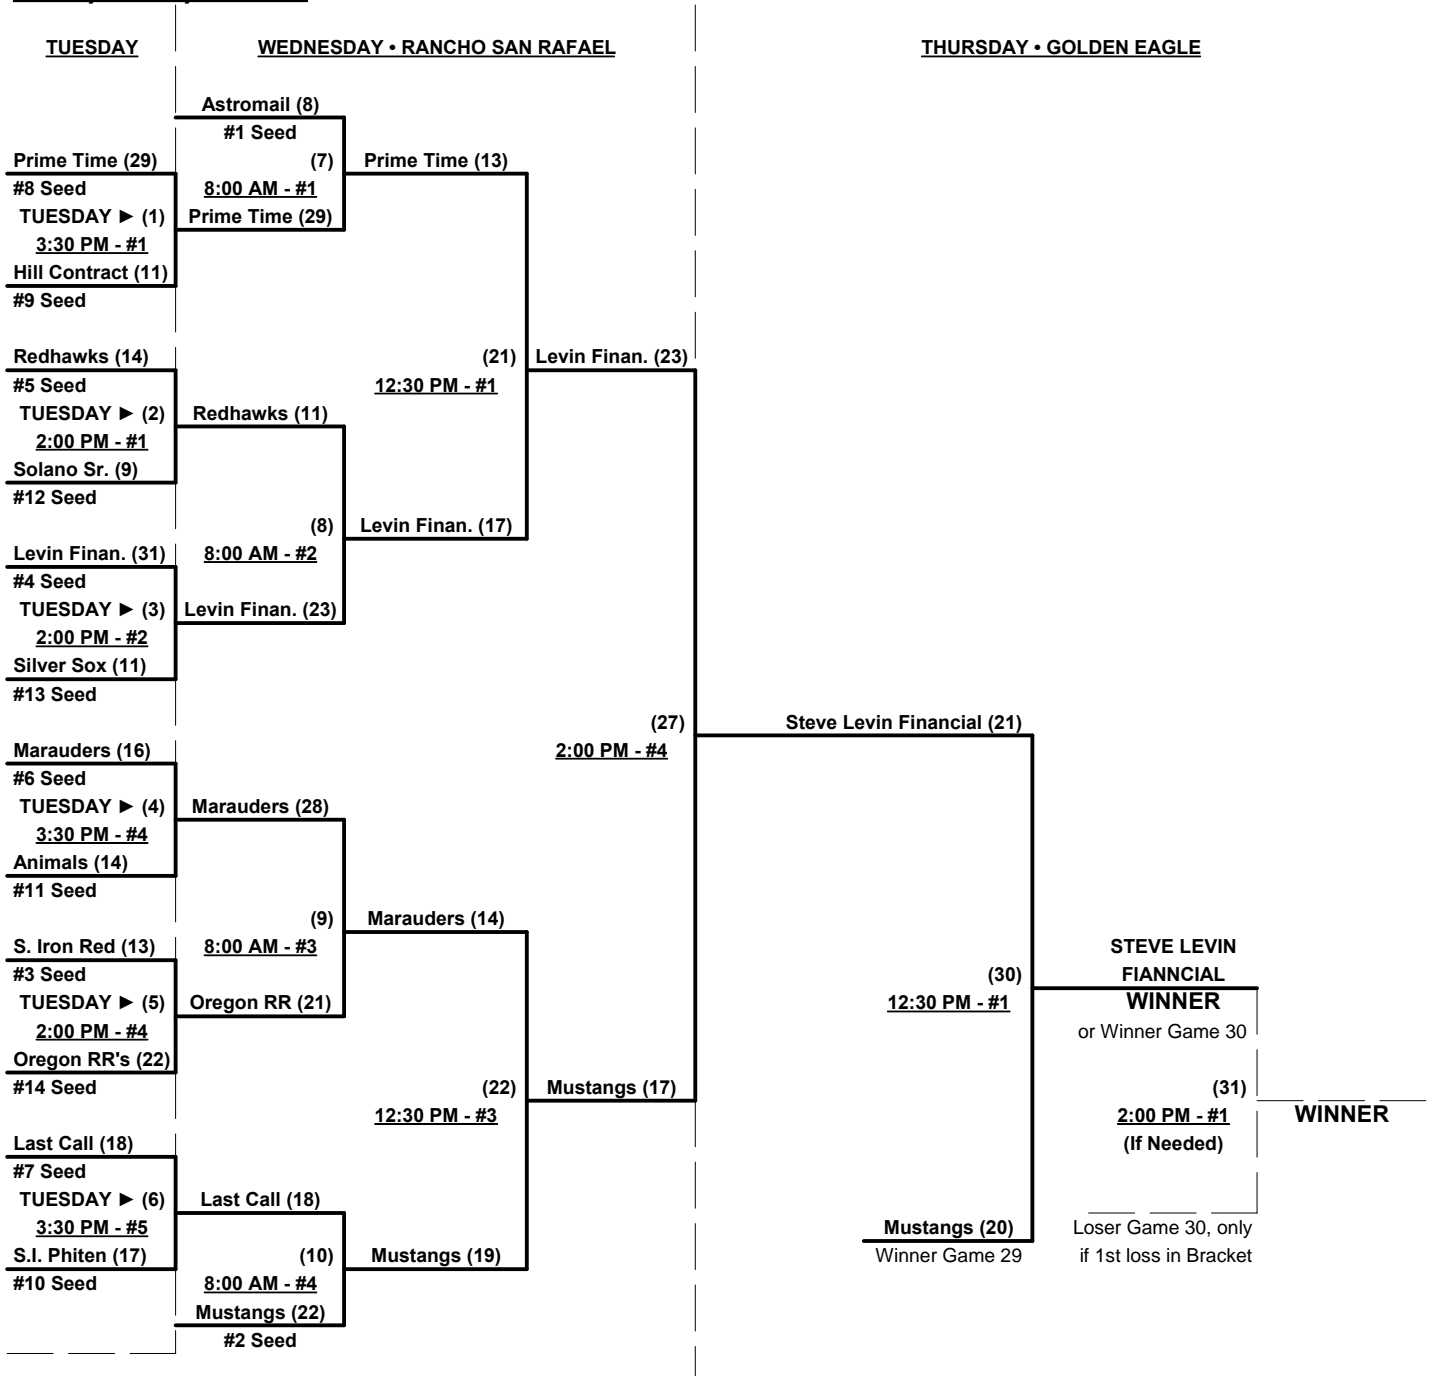 TUESDAY
WEDNESDAY • RANCHO SAN RAFAEL
THURSDAY • GOLDEN EAGLE
Astromail (8)
#1 Seed
Prime Time (29)
(7)
Prime Time (13)
#8 Seed
8:00 AM - #1
TUESDAY ► (1)
Prime Time (29)
3:30 PM - #1
Hill Contract (11)
#9 Seed
Redhawks (14)
(21)
Levin Finan. (23)
#5 Seed
12:30 PM - #1
TUESDAY ► (2)
Redhawks (11)
2:00 PM - #1
Solano Sr. (9)
#12 Seed
(8)
Levin Finan. (17)
Levin Finan. (31)
8:00 AM - #2
#4 Seed
TUESDAY ► (3)
Levin Finan. (23)
2:00 PM - #2
Silver Sox (11)
#13 Seed
(27)
Steve Levin Financial (21)
Marauders (16)
2:00 PM - #4
#6 Seed
TUESDAY ► (4)
Marauders (28)
3:30 PM - #4
Animals (14)
#11 Seed
(9)
Marauders (14)
S. Iron Red (13)
8:00 AM - #3
STEVE LEVIN
#3 Seed
(30)
FIANNCIAL
TUESDAY ► (5)
Oregon RR (21)
12:30 PM - #1
WINNER
2:00 PM - #4
or Winner Game 30
Oregon RR's (22)
#14 Seed
(22)
Mustangs (17)
(31)
12:30 PM - #3
2:00 PM - #1
WINNER
Last Call (18)
(If Needed)
#7 Seed
TUESDAY ► (6)
Last Call (18)
3:30 PM - #5
Mustangs (20)
Loser Game 30, only
S.I. Phiten (17)
(10)
Mustangs (19)
Winner Game 29
if 1st loss in Bracket
#10 Seed
8:00 AM - #4
Mustangs (22)
#2 Seed